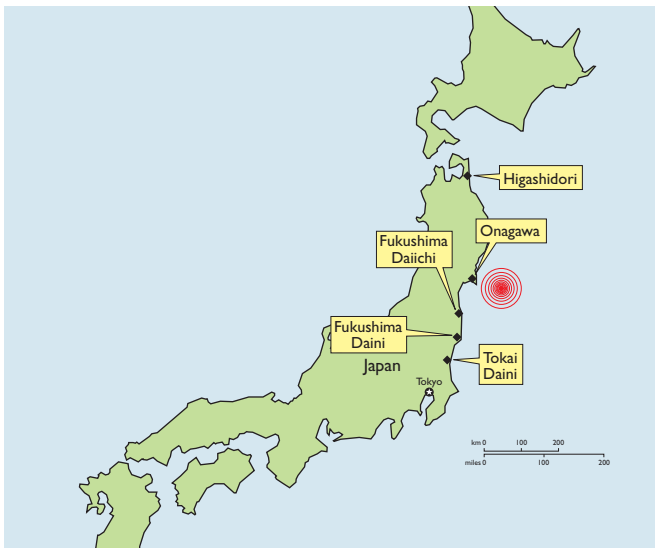 Higashidori
Onagawa
Fukushima
Daiichi
Fukushima
Daini
Japan
Tokai
Daini
Tokyo
km 0 100 200
miles 0 100 200